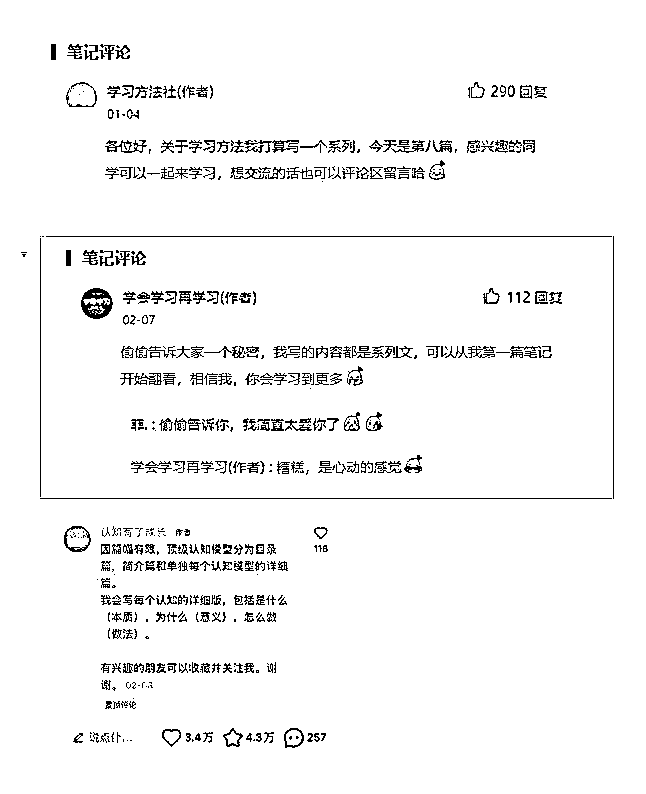 笔记评论
学习方法社(作者)
290 回复
01-04
各位好，关于学习方法我打算写一个系列，今天是第八篇，感兴趣的同
学可以一起来学习，想交流的话也可以评论区留言哈
笔记评论
学会学习再学习(作者)
112 回复
02-07
偷偷告诉大家一个秘密，我写的内容都是系列文，可以从我第一篇笔记
开始翻看，相信我，你会学习到更多
菲.：偷偷告诉你，我简直太爱你了
学会学习再学习(作者)：糟糕，是心动的感觉
认知有了成长 作者
因篇幅有限，顶级认知模型分为目录
116
篇，简介篇和单独每个认知模型的详细
篇。
我会写每个认知的详细版，包括是什么
（本质），为什么（意义），怎么做
（做法）。
有兴趣的朋友可以收藏并关注我。谢
谢。 02-03
置顶评论
说点什...
3.4万
4.3万
257